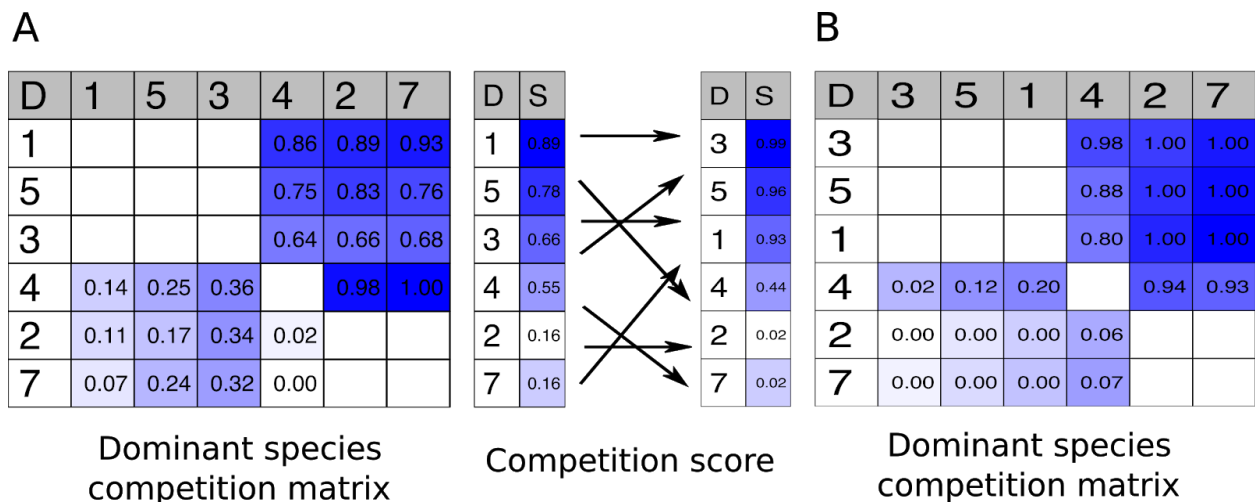 A
B
D 1 5 3 4 2 7
1 0.86 0.89 0.93
5 0.75 0.83 0.76
3 0.64 0.66 0.68
4 0.14 0.25 0.36 0.98 1.00
2 0.11 0.17 0.34 0.02
7 0.07 0.24 0.32 0.00
Dominant species
competition matrix
D S
1 0.89
5 0.78
3 0.66
4 0.55
2 0.16
7 0.16
D S
3 0.99
5 0.96
1 0.93
4 0.44
2 0.02
7 0.02
Competition score
D 3 5 1 4 2 7
3 0.98 1.00 1.00
5 0.88 1.00 1.00
1 0.80 1.00 1.00
4 0.02 0.12 0.20 0.94 0.93
2 0.00 0.00 0.00 0.06
7 0.00 0.00 0.00 0.07
Dominant species
competition matrix